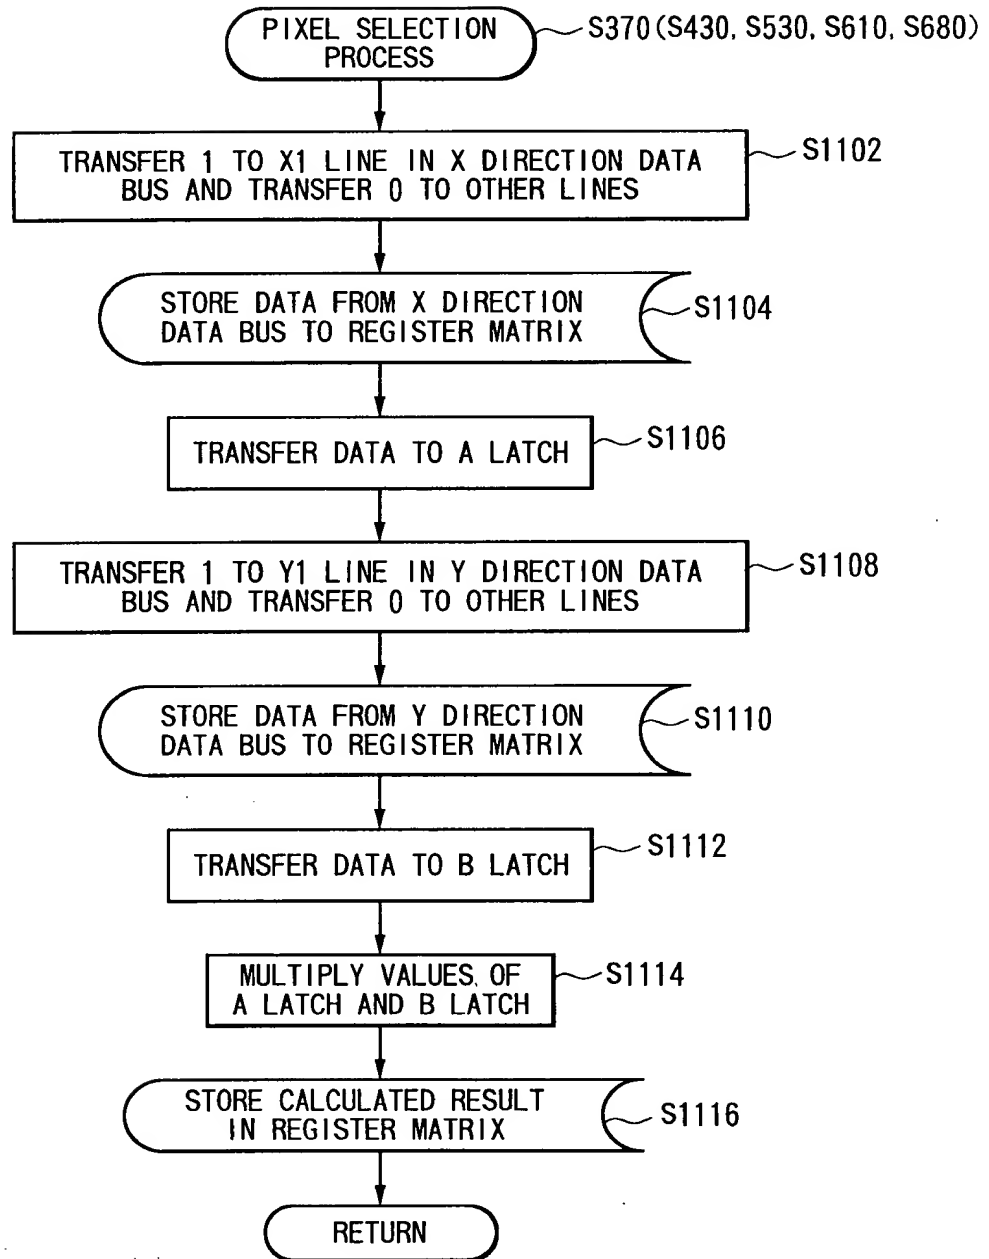 PIXEL SELECTION
PROCESS
S370(S430, S530, S610, S680)
TRANSFER 1 TO X1 LINE IN X DIRECTION DATA
BUS AND TRANSFER 0 TO OTHER LINES
S1102
STORE DATA FROM X DIRECTION
DATA BUS TO REGISTER MATRIX
S1104
TRANSFER DATA TO A LATCH
S1106
TRANSFER 1 TO Y1 LINE IN Y DIRECTION DATA
BUS AND TRANSFER 0 TO OTHER LINES
S1108
STORE DATA FROM Y DIRECTION
DATA BUS TO REGISTER MATRIX
S1110
TRANSFER DATA TO B LATCH
S1112
MULTIPLY VALUES OF
A LATCH AND B LATCH
S1114
STORE CALCULATED RESULT
IN REGISTER MATRIX
S1116
RETURN